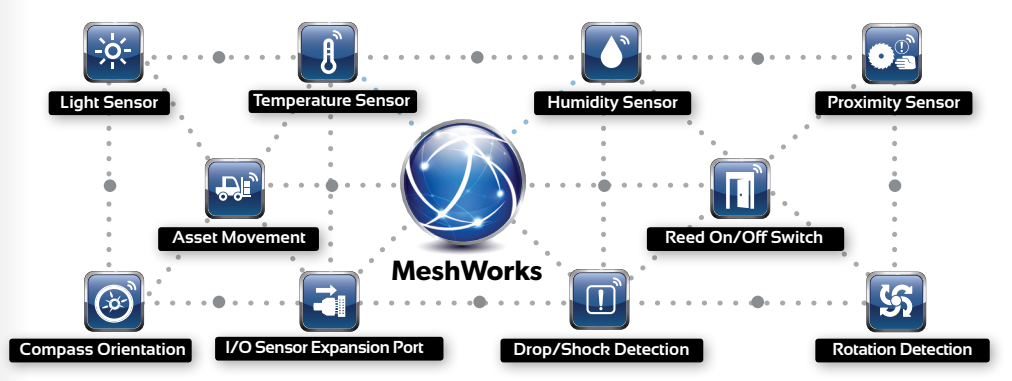 Light Sensor
Temperature Sensor
Humidity Sensor
Proximity Sensor
Asset Movement
Reed On/Off Switch
MeshWorks
Compass Orientation
I/O Sensor Expansion Port
Drop/Shock Detection
Rotation Detection